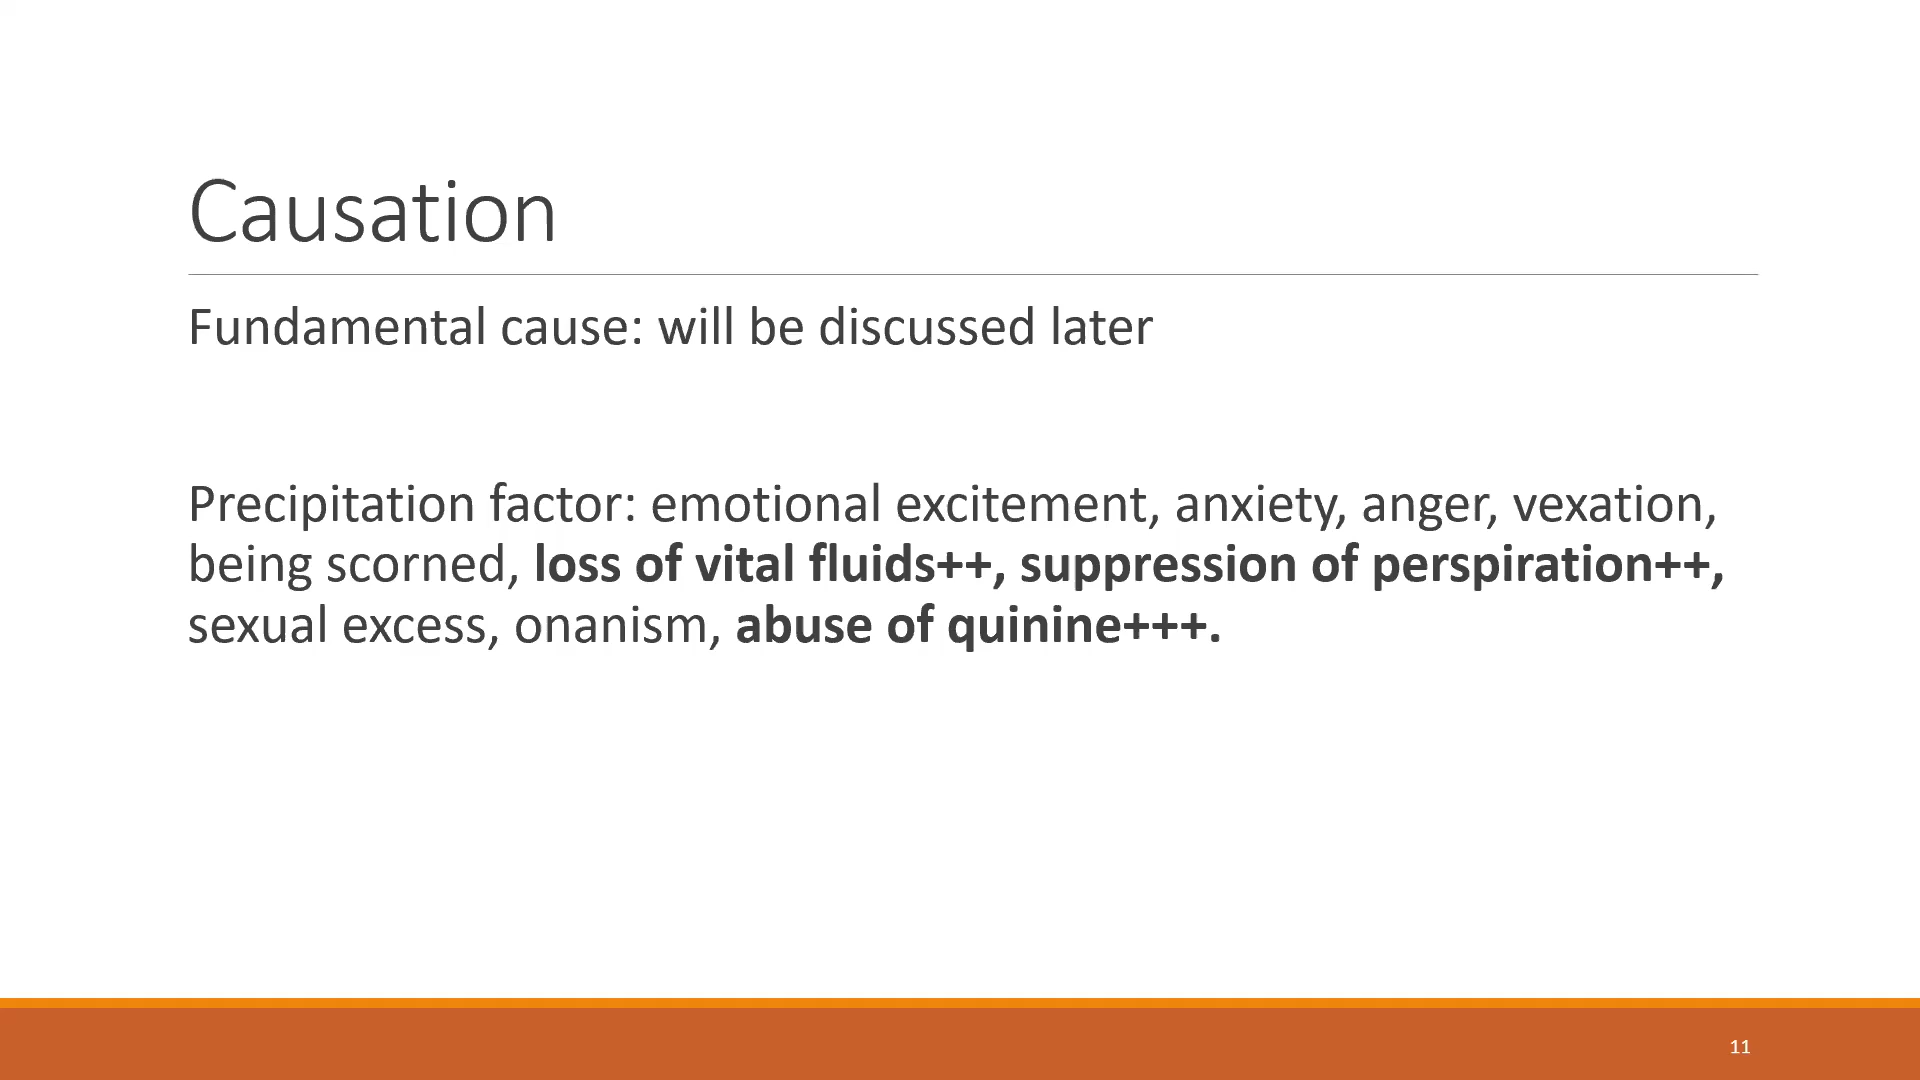 Causation
Fundamental cause: will be discussed later
Precipitation factor: emotional excitement, anxiety, anger, vexation,
being scorned, loss of vital fluids++, suppression of perspiration++,
sexual excess, onanism, abuse of quinine+++.
11